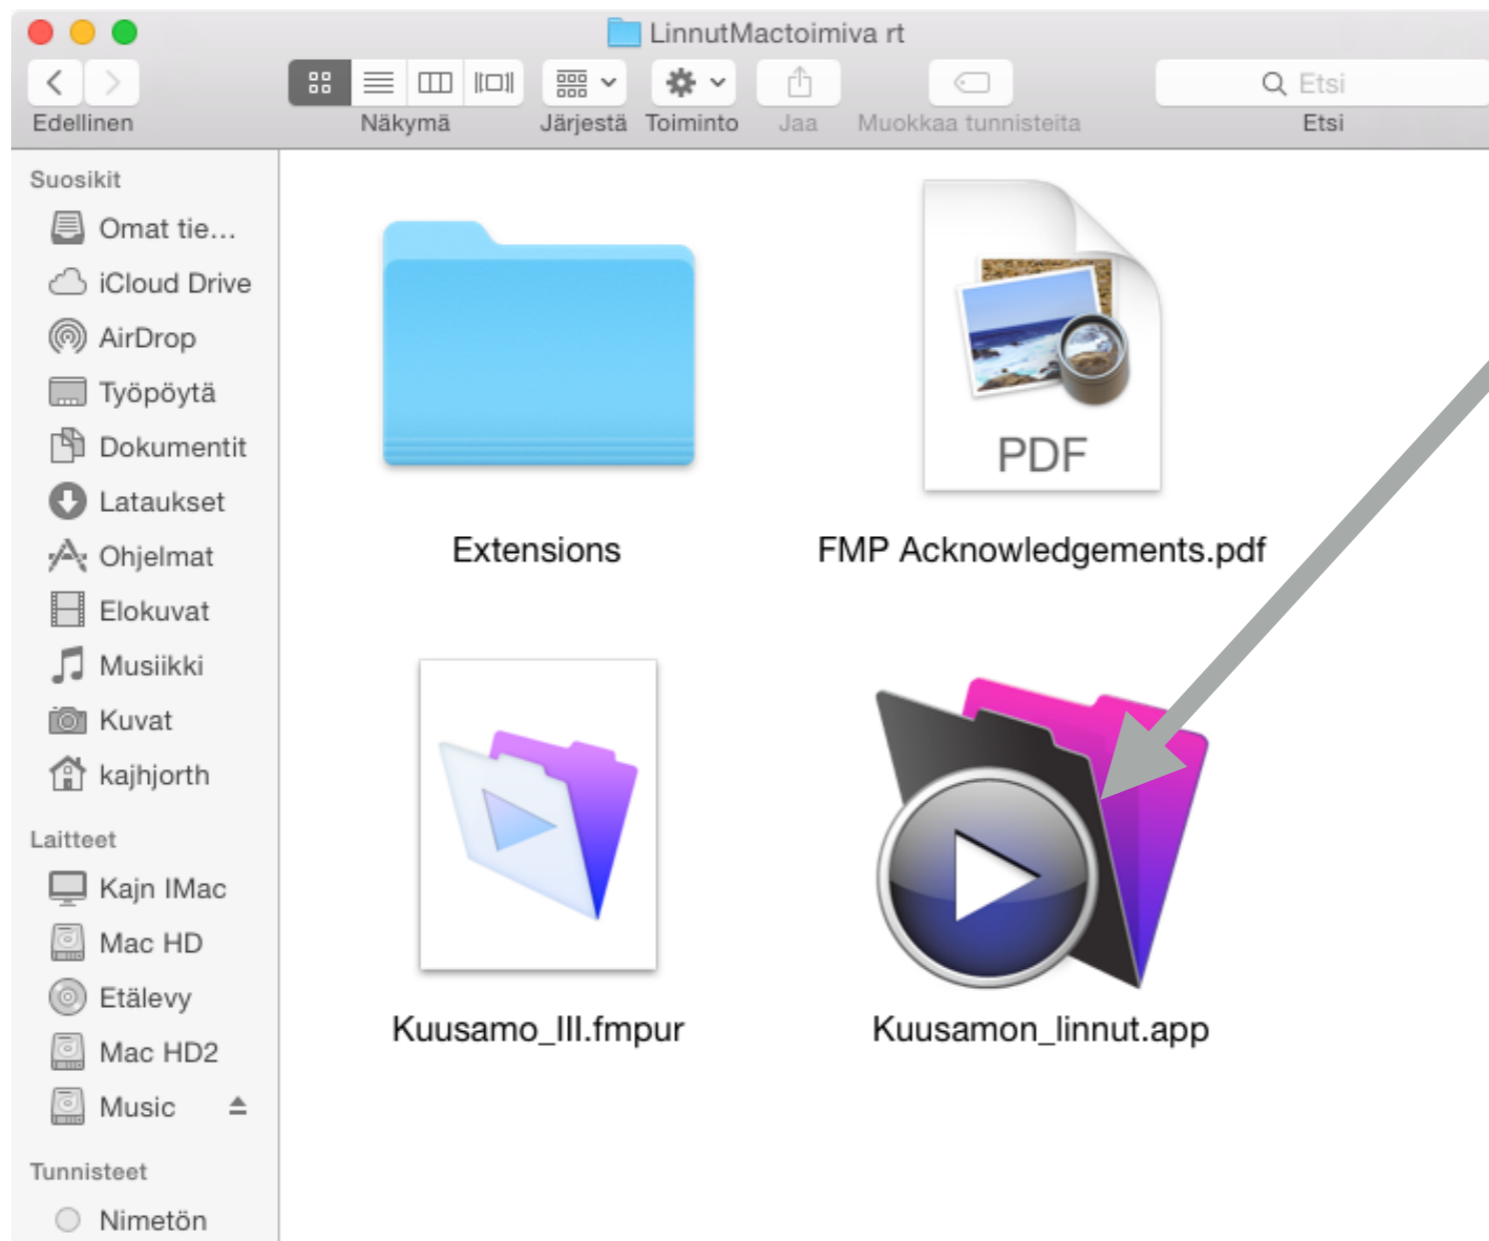 LinnutMactoimiva rt
Etsi
Edellinen Näkymä Järjestä Toiminto Jaa Muokkaa tunnisteita Etsi
Suosikit
Omat tie...
iCloud Drive
AirDrop
Työpöytä
Dokumentit
Lataukset
Ohjelmat
Elokuvat
Musiikki
Kuvat
kajhjorth
Laitteet
Kajn IMac
Mac HD
Etälevy
Mac HD2
Music
Tunnisteet
Nimetön
PDF
Extensions FMP Acknowledgements.pdf
Kuusamo_III.fmpur Kuusamon_linnut.app